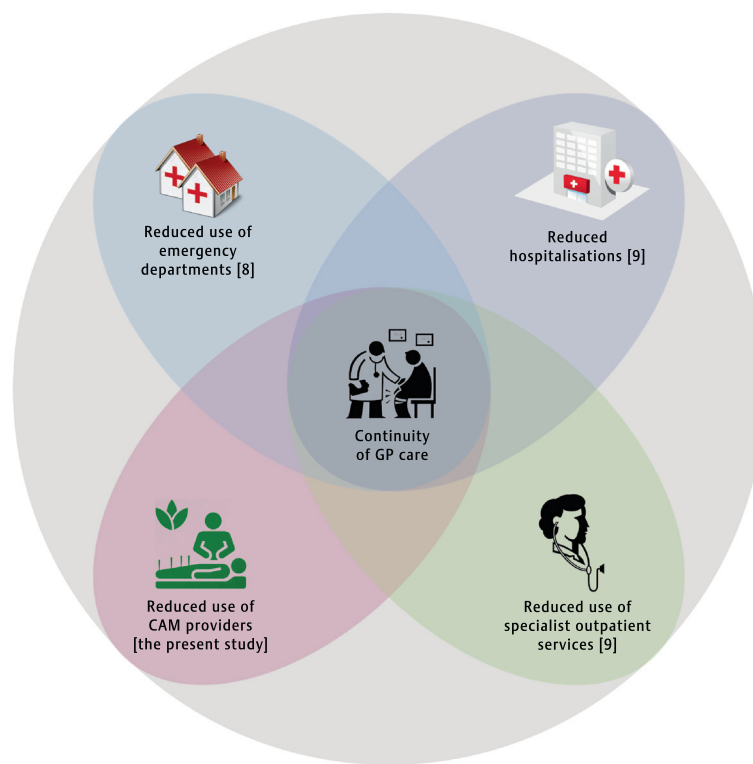 Reduced use of
emergency
departments [8]
Reduced
hospitalisations [9]
Continuity
of GP care
Reduced use of
CAM providers
[the present study]
Reduced use of
specialist outpatient
services [9]